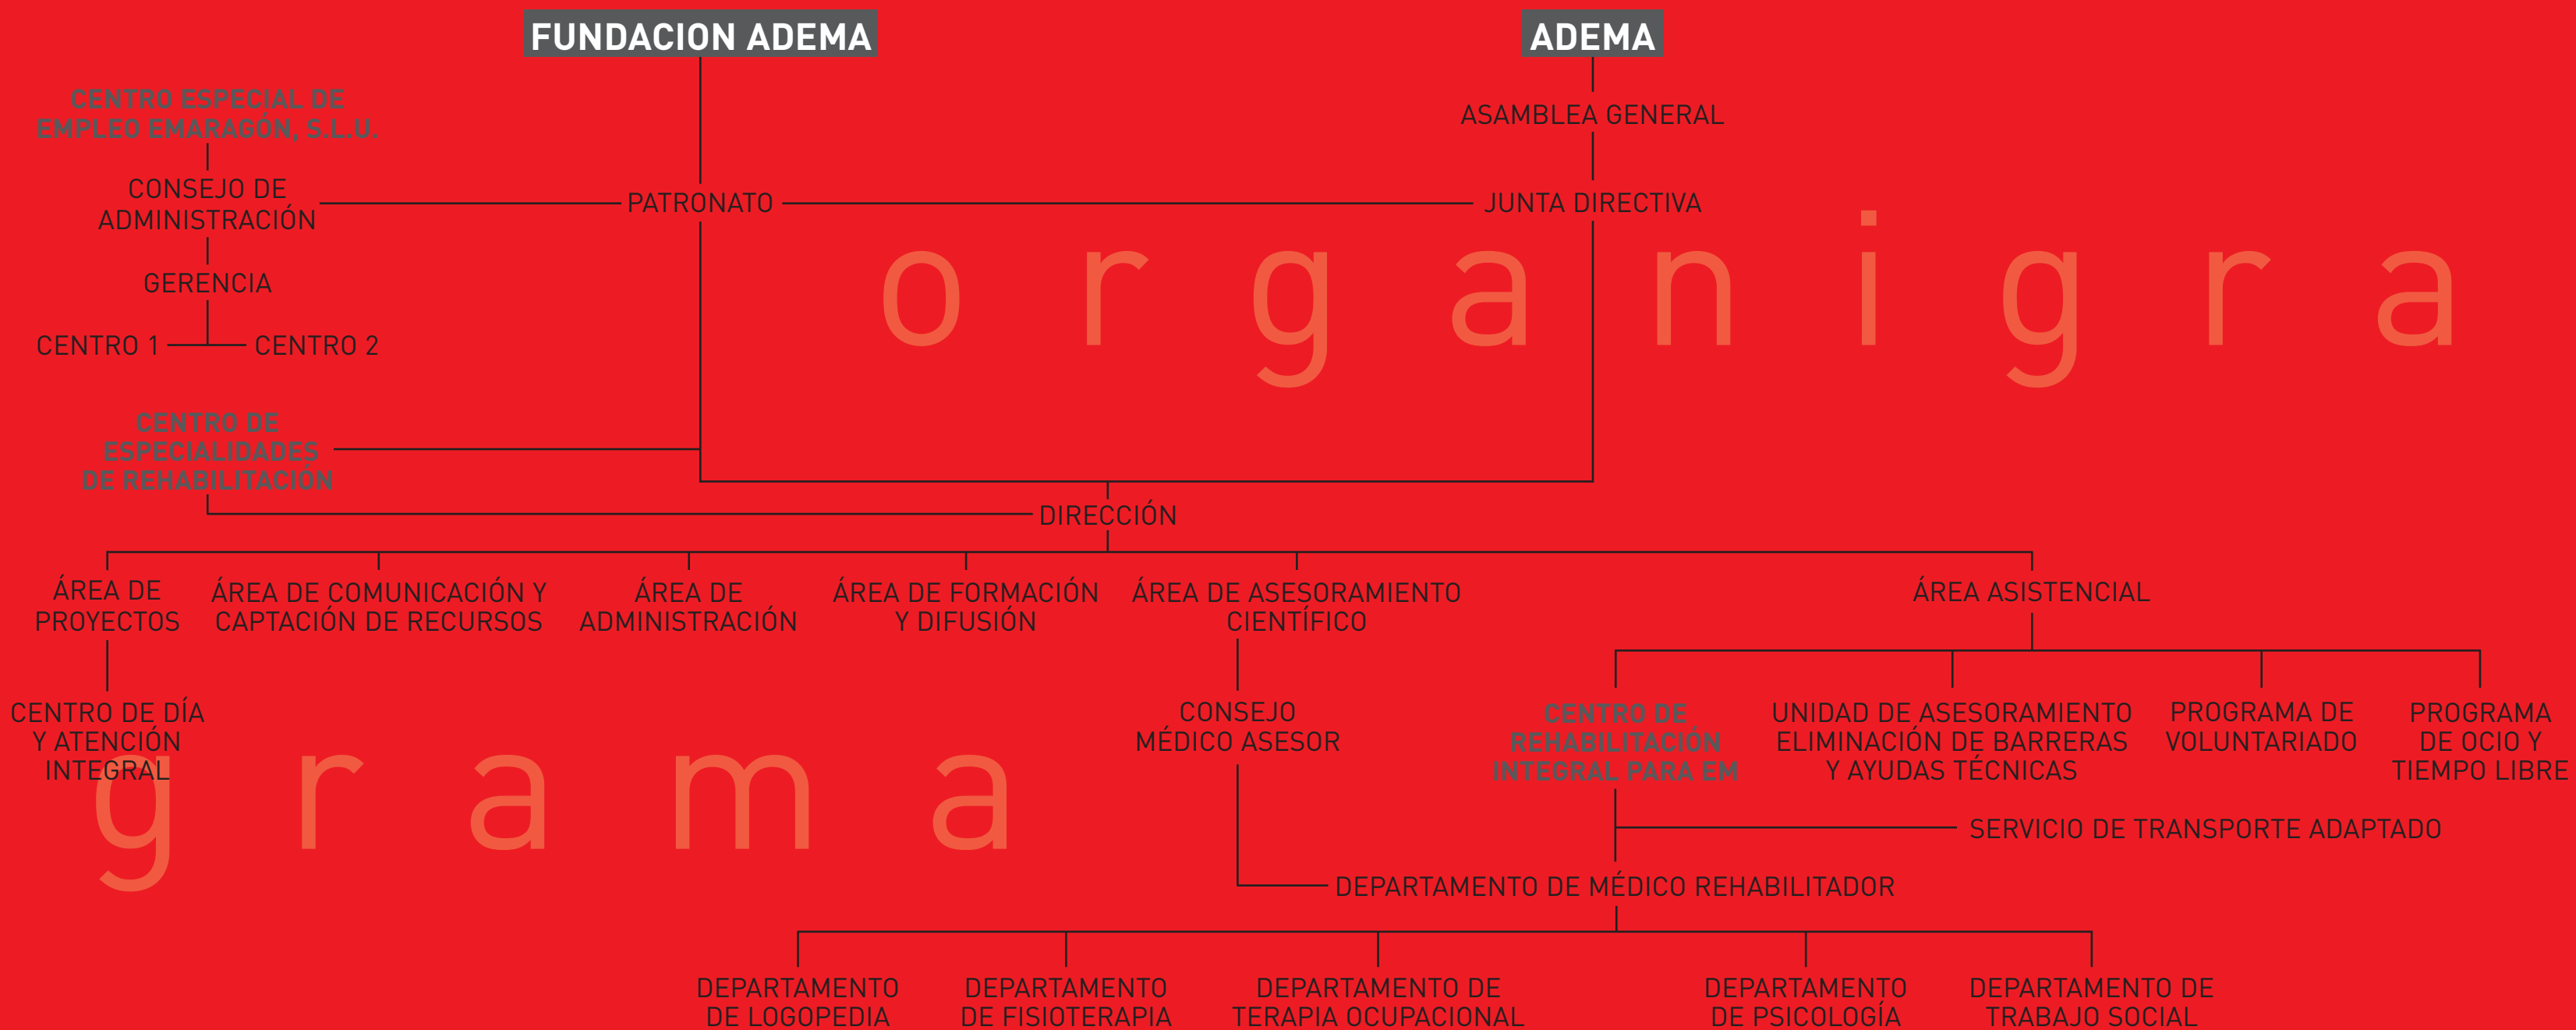 FUNDACION ADEMA
ADEMA
CENTRO ESPECIAL DE
EMPLEO EMARAGÓN, S.L.U.
ASAMBLEA GENERAL
CONSEJO DE
ADMINISTRACIÓN
PATRONATO
JUNTA DIRECTIVA
GERENCIA
organigra
CENTRO 1
CENTRO 2
CENTRO DE
ESPECIALIDADES
DE REHABILITACIÓN
DIRECCIÓN
ÁREA DE
PROYECTOS
ÁREA DE COMUNICACIÓN Y
CAPTACIÓN DE RECURSOS
ÁREA DE
ADMINISTRACIÓN
ÁREA DE FORMACIÓN
Y DIFUSIÓN
ÁREA DE ASESORAMIENTO
CIENTÍFICO
ÁREA ASISTENCIAL
CENTRO DE DÍA
Y ATENCIÓN
INTEGRAL
CONSEJO
MÉDICO ASESOR
CENTRO DE
REHABILITACIÓN
INTEGRAL PARA EM
UNIDAD DE ASESORAMIENTO
ELIMINACIÓN DE BARRERAS
Y AYUDAS TÉCNICAS
PROGRAMA DE
VOLUNTARIADO
PROGRAMA
DE OCIO Y
TIEMPO LIBRE
grama
SERVICIO DE TRANSPORTE ADAPTADO
DEPARTAMENTO DE MÉDICO REHABILITADOR
DEPARTAMENTO
DE LOGOPEDIA
DEPARTAMENTO
DE FISIOTERAPIA
DEPARTAMENTO DE
TERAPIA OCUPACIONAL
DEPARTAMENTO
DE PSICOLOGÍA
DEPARTAMENTO DE
TRABAJO SOCIAL